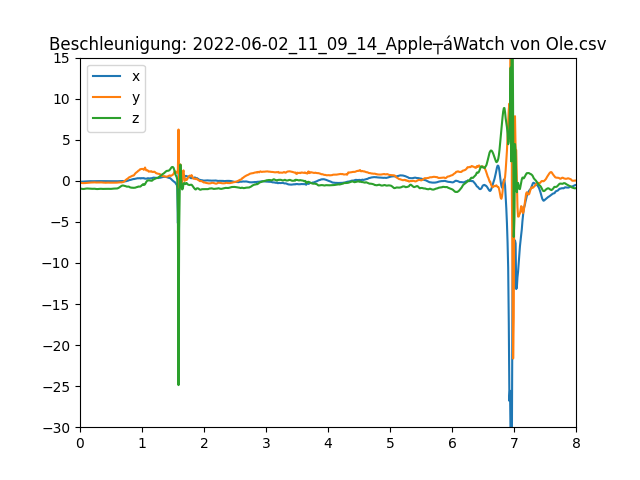 Beschleunigung: 2022-06-02_11_09_14_Apple┬áWatch von Ole.csv
15
10
5
0
−5
−10
−15
−20
−25
−30
x
y
z
0 1 2 3 4 5 6 7 8